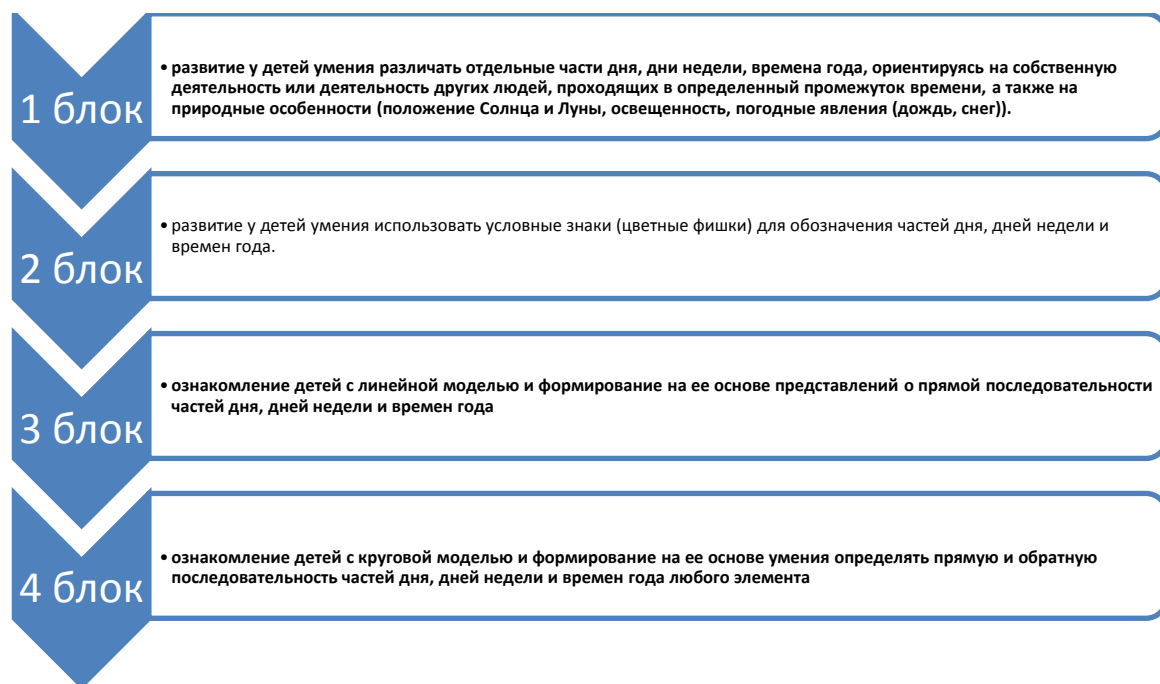 1 блок
• развитие у детей умения различать отдельные части дня, дни недели, времена года, ориентируясь на собственную
деятельность или деятельность других людей, проходящих в определенный промежуток времени, а также на
природные особенности (положение Солнца и Луны, освещенность, погодные явления (дождь, снег)).
2 блок
• развитие у детей умения использовать условные знаки (цветные фишки) для обозначения частей дня, дней недели и
времен года.
3 блок
• ознакомление детей с линейной моделью и формирование на ее основе представлений о прямой последовательности
частей дня, дней недели и времен года
4 блок
• ознакомление детей с круговой моделью и формирование на ее основе умения определять прямую и обратную
последовательность частей дня, дней недели и времен года любого элемента